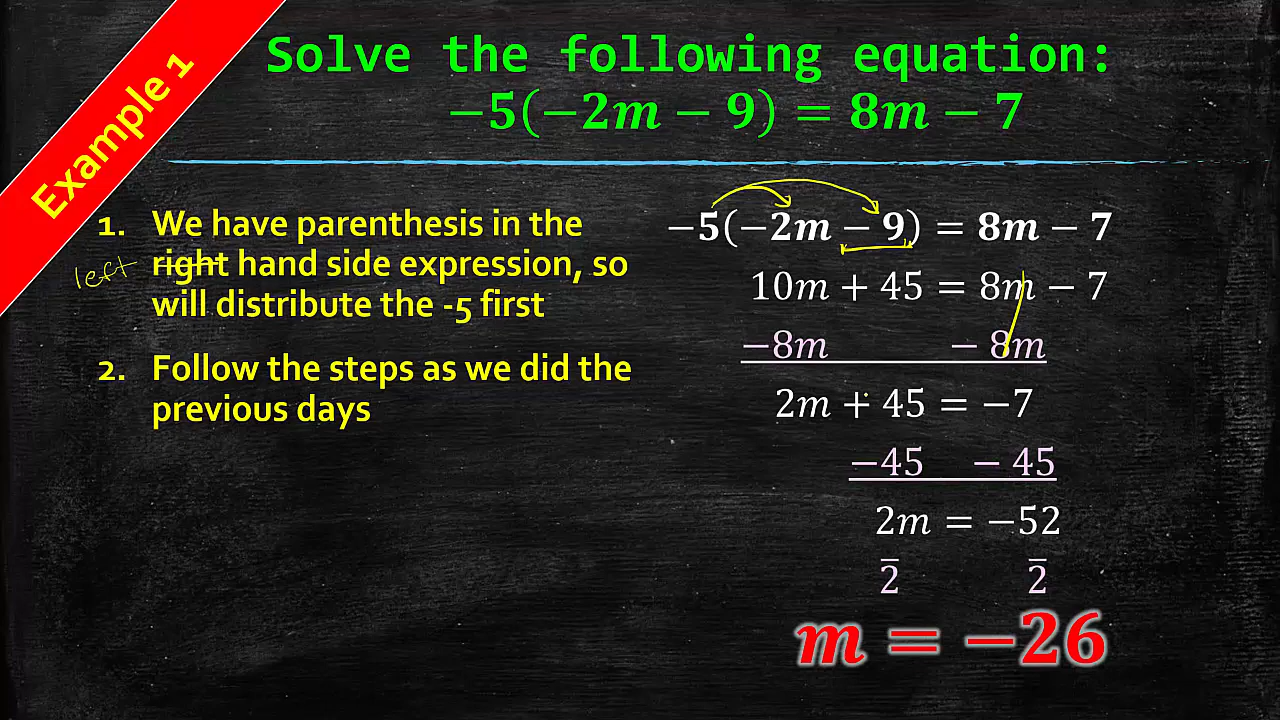 Example 1
Solve the following equation:
−5(−2m − 9) = 8m − 7
1. We have parenthesis in the
left right hand side expression, so
will distribute the -5 first
2. Follow the steps as we did the
previous days
−5(−2m − 9) = 8m − 7
10m + 45 = 8m − 7
−8m − 8m
2m + 45 = −7
−45 − 45
2m = −52
2 2
m = −26